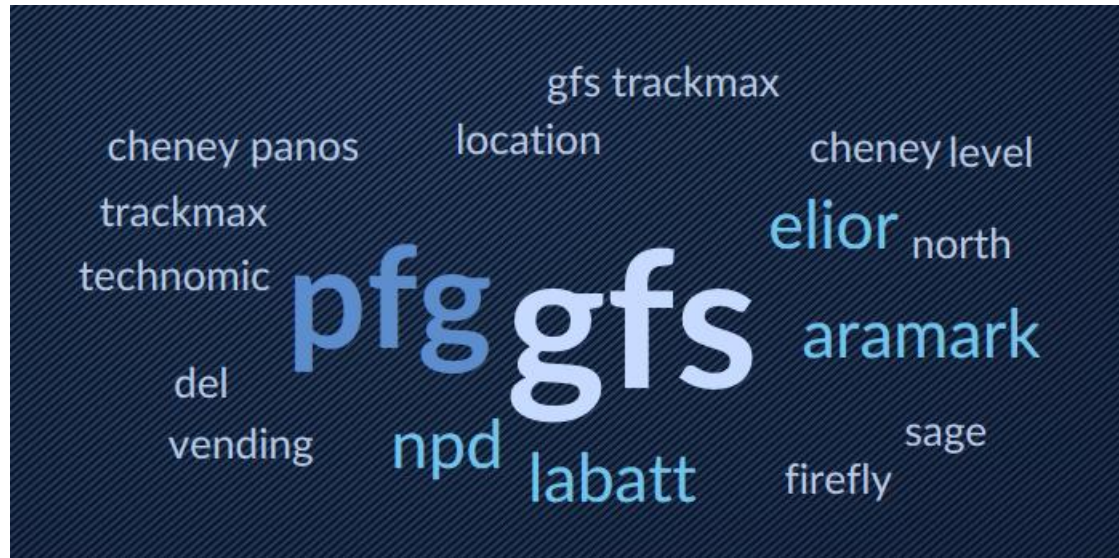 gfs trackmax
location
cheney panos
cheney
level
trackmax
elior
north
technomic
pfg
gfs
aramark
del
vending
npd
labatt
sage
firefly